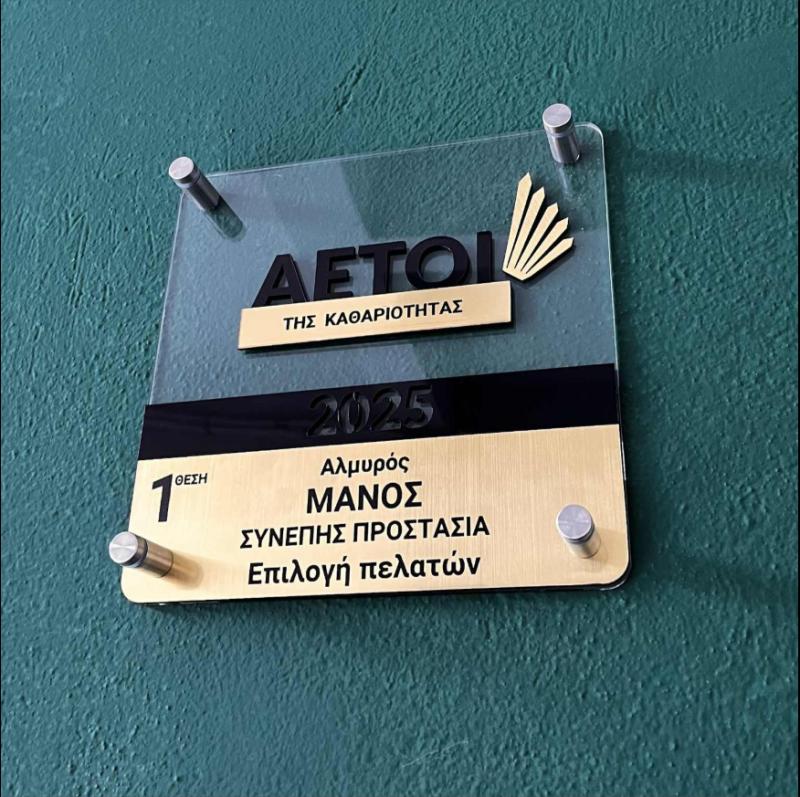 ΑΕΤΟΙ
ΤΗΣ ΚΑΘΑΡΙΟΤΗΤΑΣ
2025
1 ΘΕΣΗ
Αλμυρός
ΜΑΝΟΣ
ΣΥΝΕΠΗΣ ΠΡΟΣΤΑΣΙΑ
Επιλογή πελατών